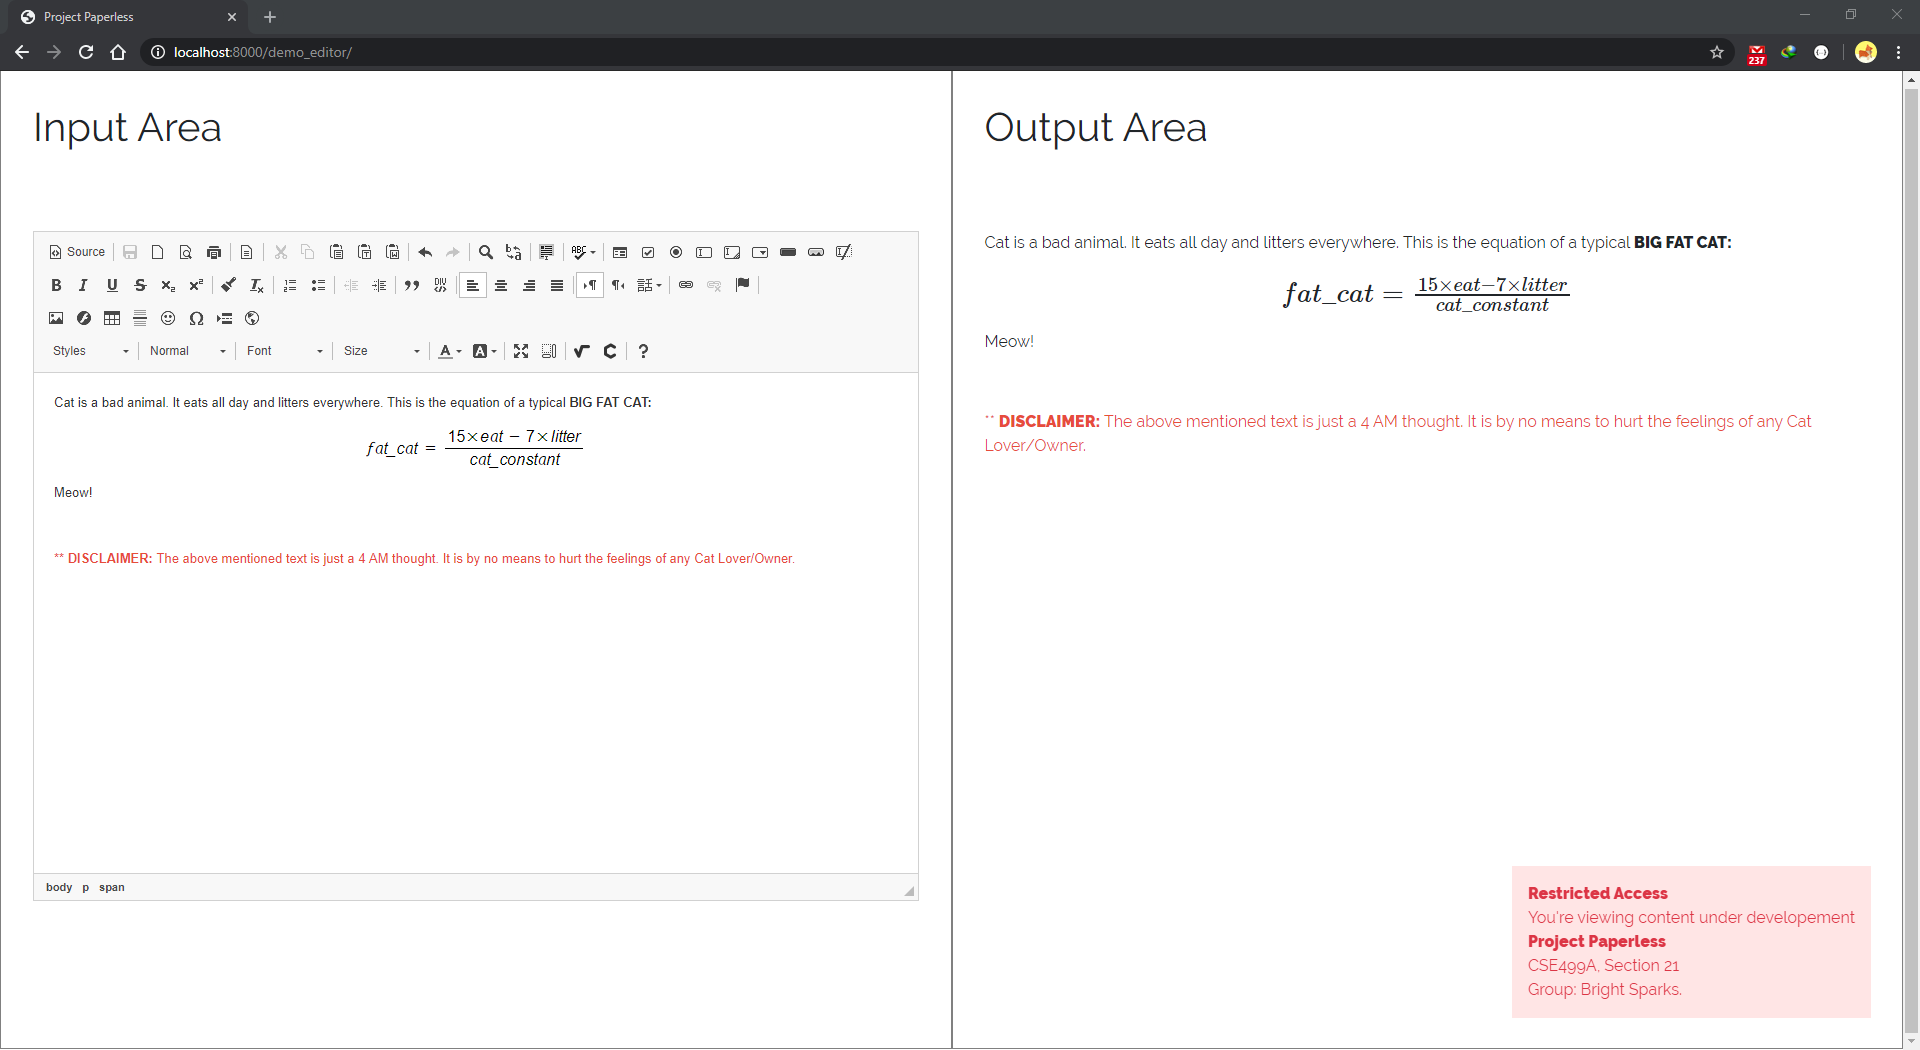 Project Paperless
localhost:8000/demo_editor/
237
Input Area
Source
ABC
B I U S x₂ x² Tx
DIV
Styles Normal Font Size A A C ?
Cat is a bad animal. It eats all day and litters everywhere. This is the equation of a typical BIG FAT CAT:
fat_cat = 15×eat − 7×litter / cat_constant
Meow!
** DISCLAIMER: The above mentioned text is just a 4 AM thought. It is by no means to hurt the feelings of any Cat Lover/Owner.
body p span
Output Area
Cat is a bad animal. It eats all day and litters everywhere. This is the equation of a typical BIG FAT CAT:
fat_cat = 15×eat−7×litter / cat_constant
Meow!
** DISCLAIMER: The above mentioned text is just a 4 AM thought. It is by no means to hurt the feelings of any Cat
Lover/Owner.
Restricted Access
You're viewing content under developement
Project Paperless
CSE499A, Section 21
Group: Bright Sparks.